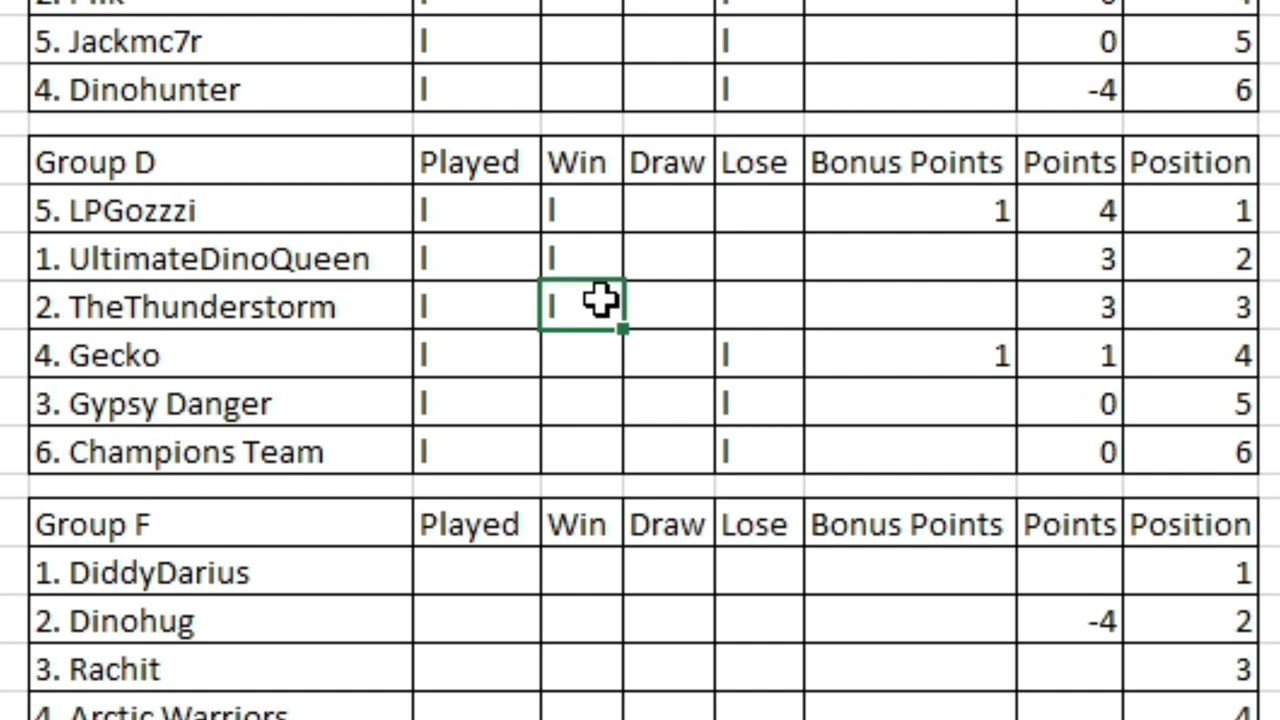 5. Jackmc7r l l 0 5
4. Dinohunter l l -4 6
Group D Played Win Draw Lose Bonus Points Points Position
5. LPGozzzi l l 1 4 1
1. UltimateDinoQueen l l 3 2
2. TheThunderstorm l l 3 3
4. Gecko l l 1 1 4
3. Gypsy Danger l l 0 5
6. Champions Team l l 0 6
Group F Played Win Draw Lose Bonus Points Points Position
1. DiddyDarius 1
2. Dinohug -4 2
3. Rachit 3
4. Arctic Warriors 4